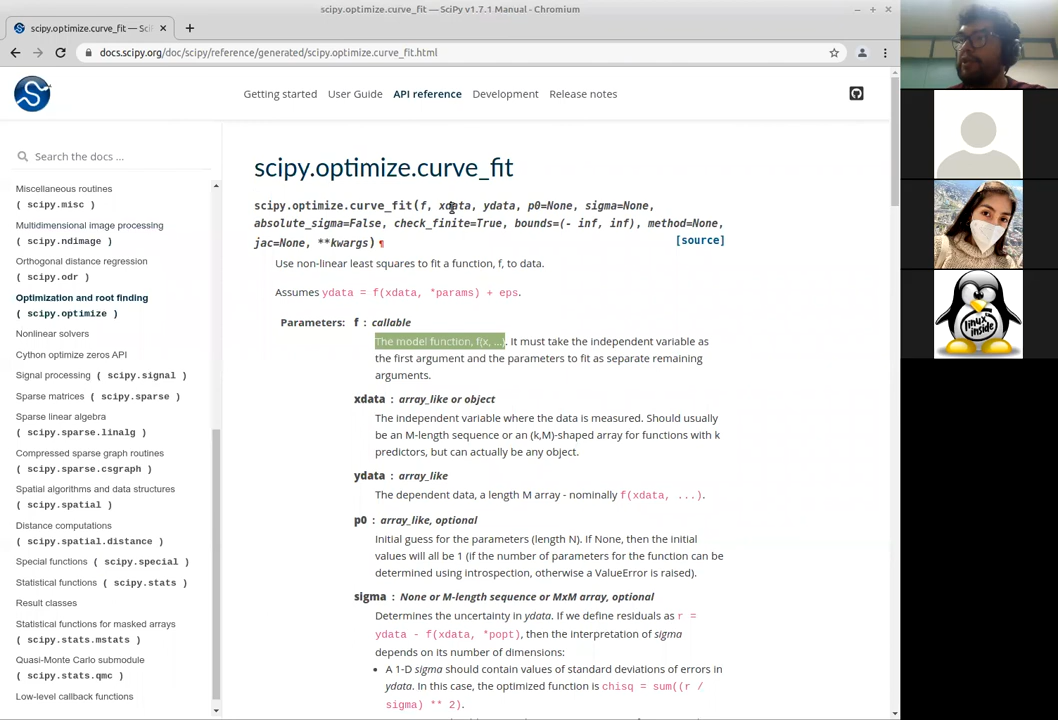 scipy.optimize.curve_fit — SciPy v1.7.1 Manual - Chromium
scipy.optimize.curve_fit — Sci
docs.scipy.org/doc/scipy/reference/generated/scipy.optimize.curve_fit.html
Getting started User Guide API reference Development Release notes
Search the docs ...
Miscellaneous routines
( scipy.misc )
Multidimensional image processing
( scipy.ndimage )
Orthogonal distance regression
( scipy.odr )
Optimization and root finding
( scipy.optimize )
Nonlinear solvers
Cython optimize zeros API
Signal processing ( scipy.signal )
Sparse matrices ( scipy.sparse )
Sparse linear algebra
( scipy.sparse.linalg )
Compressed sparse graph routines
( scipy.sparse.csgraph )
Spatial algorithms and data structures
( scipy.spatial )
Distance computations
( scipy.spatial.distance )
Special functions ( scipy.special )
Statistical functions ( scipy.stats )
Result classes
Statistical functions for masked arrays
( scipy.stats.mstats )
Quasi-Monte Carlo submodule
( scipy.stats.qmc )
Low-level callback functions
scipy.optimize.curve_fit
scipy.optimize.curve_fit(f, xdata, ydata, p0=None, sigma=None,
absolute_sigma=False, check_finite=True, bounds=(- inf, inf), method=None,
jac=None, **kwargs) ¶
[source]
Use non-linear least squares to fit a function, f, to data.
Assumes ydata = f(xdata, *params) + eps.
Parameters: f : callable
The model function, f(x, ...). It must take the independent variable as
the first argument and the parameters to fit as separate remaining
arguments.
xdata : array_like or object
The independent variable where the data is measured. Should usually
be an M-length sequence or an (k,M)-shaped array for functions with k
predictors, but can actually be any object.
ydata : array_like
The dependent data, a length M array - nominally f(xdata, ...).
p0 : array_like, optional
Initial guess for the parameters (length N). If None, then the initial
values will all be 1 (if the number of parameters for the function can be
determined using introspection, otherwise a ValueError is raised).
sigma : None or M-length sequence or MxM array, optional
Determines the uncertainty in ydata. If we define residuals as r =
ydata - f(xdata, *popt), then the interpretation of sigma
depends on its number of dimensions:
• A 1-D sigma should contain values of standard deviations of errors in
ydata. In this case, the optimized function is chisq = sum((r /
sigma) ** 2).
linux
inside